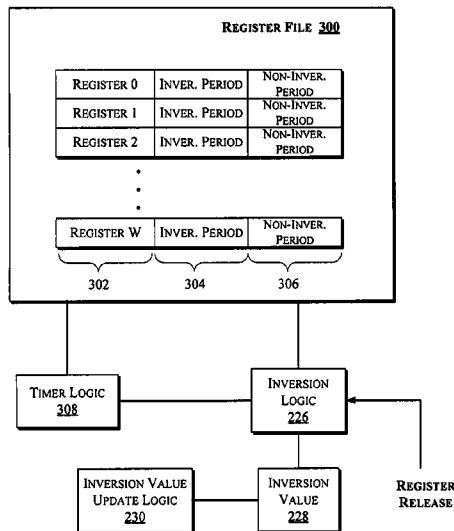 REGISTER FILE 300
REGISTER 0 INVER. PERIOD NON-INVER. PERIOD
REGISTER 1 INVER. PERIOD NON-INVER. PERIOD
REGISTER 2 INVER. PERIOD NON-INVER. PERIOD
REGISTER W INVER. PERIOD NON-INVER. PERIOD
302 304 306
TIMER LOGIC
308
INVERSION
LOGIC
226
INVERSION VALUE
UPDATE LOGIC
230
INVERSION
VALUE
228
REGISTER
RELEASE